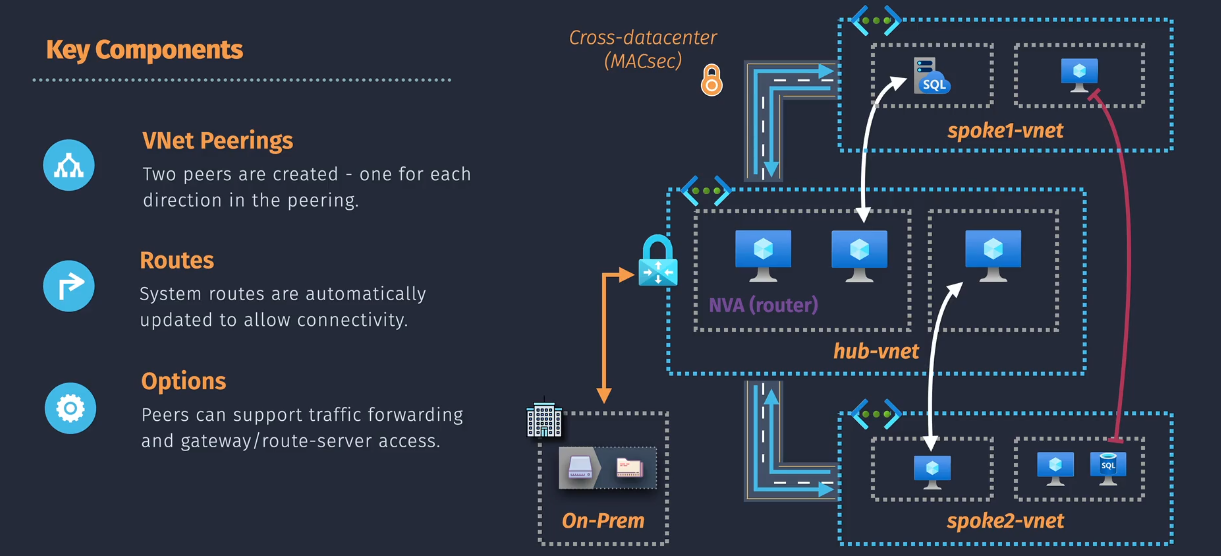 Key Components
VNet Peerings
Two peers are created - one for each
direction in the peering.
Routes
System routes are automatically
updated to allow connectivity.
Options
Peers can support traffic forwarding
and gateway/route-server access.
Cross-datacenter
(MACsec)
SQL
spoke1-vnet
NVA (router)
hub-vnet
On-Prem
SQL
spoke2-vnet